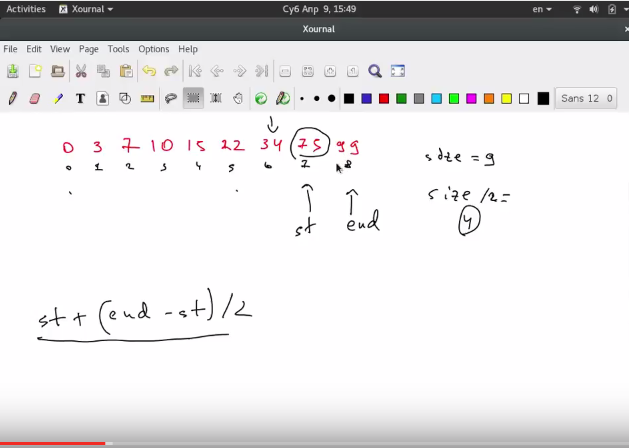 Activities Xournal Суб Апр 9, 15:49 en
Xournal
File Edit View Page Tools Options Help
Sans 12
0 3 7 10 15 22 34 75 99
0 1 2 3 4 5 6 7 8
size = 9
size /2 =
4
st end
st + (end - st) / 2